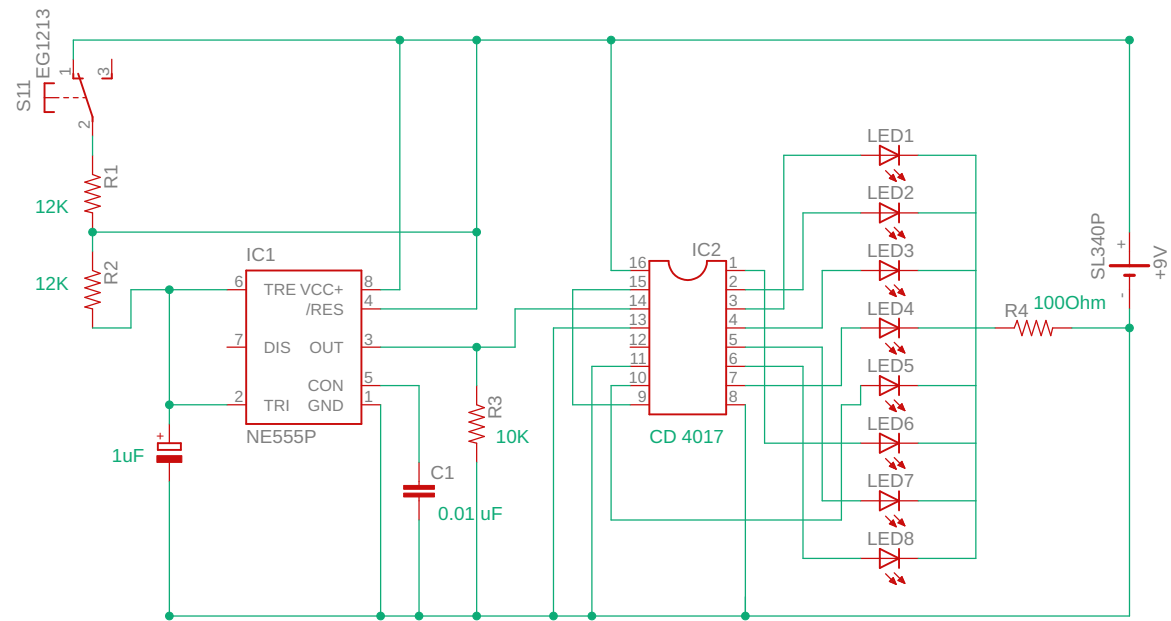 EG1213
S11
1
3
2
R1
12K
R2
12K
1uF
+
IC1
6
TRE
VCC+
8
/RES
4
7
DIS
OUT
3
CON
5
2
TRI
GND
1
NE555P
R3
10K
C1
0.01 uF
IC2
16
1
15
2
14
3
13
4
12
5
11
6
10
7
9
8
CD 4017
LED1
LED2
LED3
LED4
LED5
LED6
LED7
LED8
R4
100Ohm
SL340P
+
-
+9V